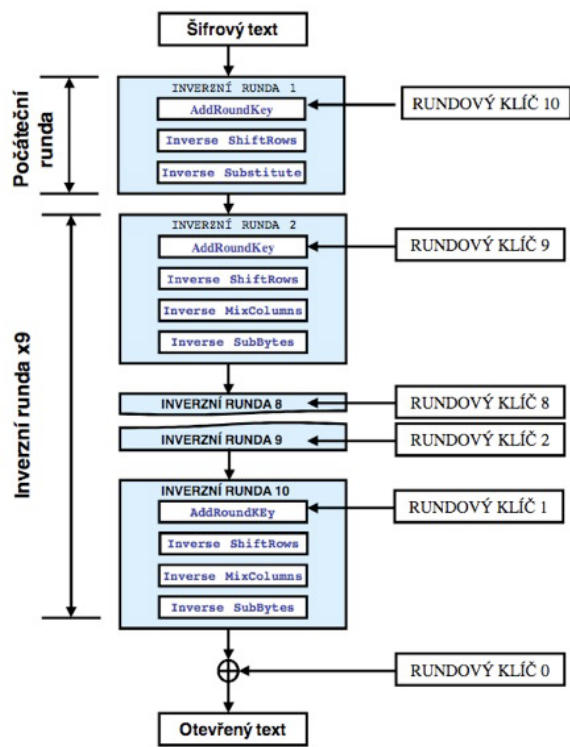 Šifrový text
INVERZNÍ RUNDA 1
AddRoundKey
RUNDOVÝ KLÍČ 10
Inverse ShiftRows
Inverse Substitute
Počáteční
runda
INVERZNÍ RUNDA 2
AddRoundKey
RUNDOVÝ KLÍČ 9
Inverse ShiftRows
Inverse MixColumns
Inverse SubBytes
Inverzní runda x9
INVERZNÍ RUNDA 8
RUNDOVÝ KLÍČ 8
INVERZNÍ RUNDA 9
RUNDOVÝ KLÍČ 2
INVERZNÍ RUNDA 10
AddRoundKEy
RUNDOVÝ KLÍČ 1
Inverse ShiftRows
Inverse MixColumns
Inverse SubBytes
RUNDOVÝ KLÍČ 0
Otevřený text